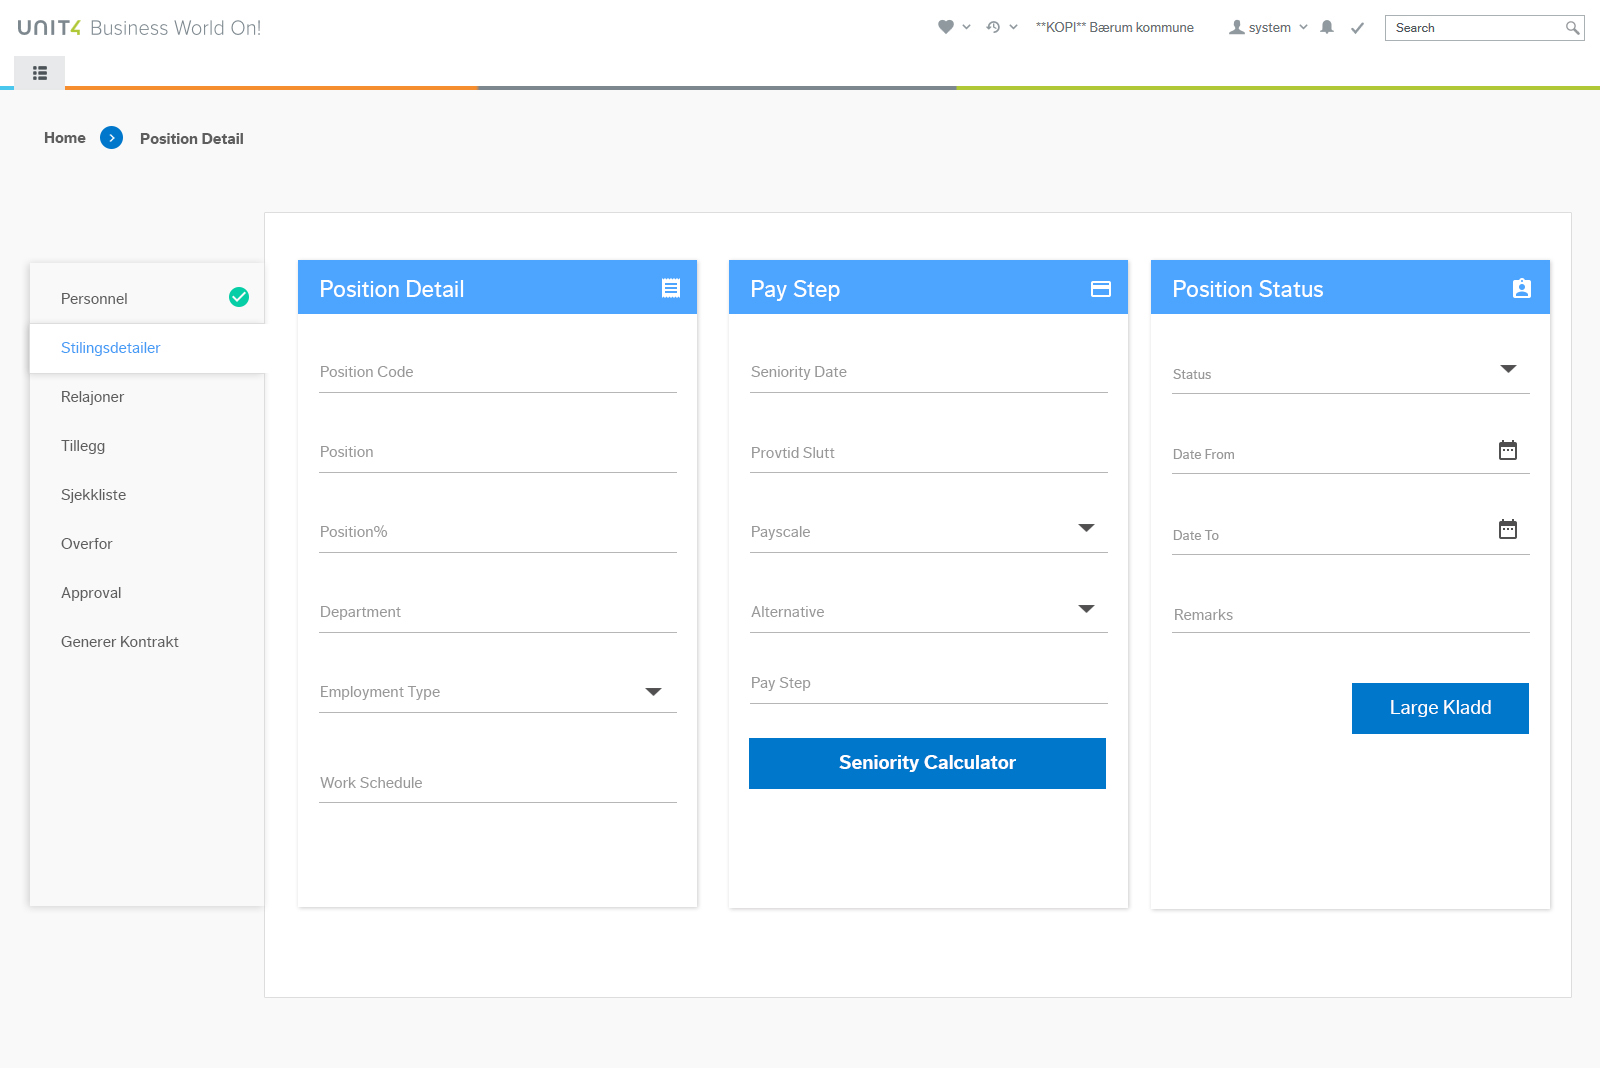 UNIT4 Business World On!
**KOPI** Bærum kommune
system
Search
Home
Position Detail
Personnel
Stilingsdetailer
Relajoner
Tillegg
Sjekkliste
Overfor
Approval
Generer Kontrakt
Position Detail
Position Code
Position
Position%
Department
Employment Type
Work Schedule
Pay Step
Seniority Date
Provtid Slutt
Payscale
Alternative
Pay Step
Seniority Calculator
Position Status
Status
Date From
Date To
Remarks
Large Kladd